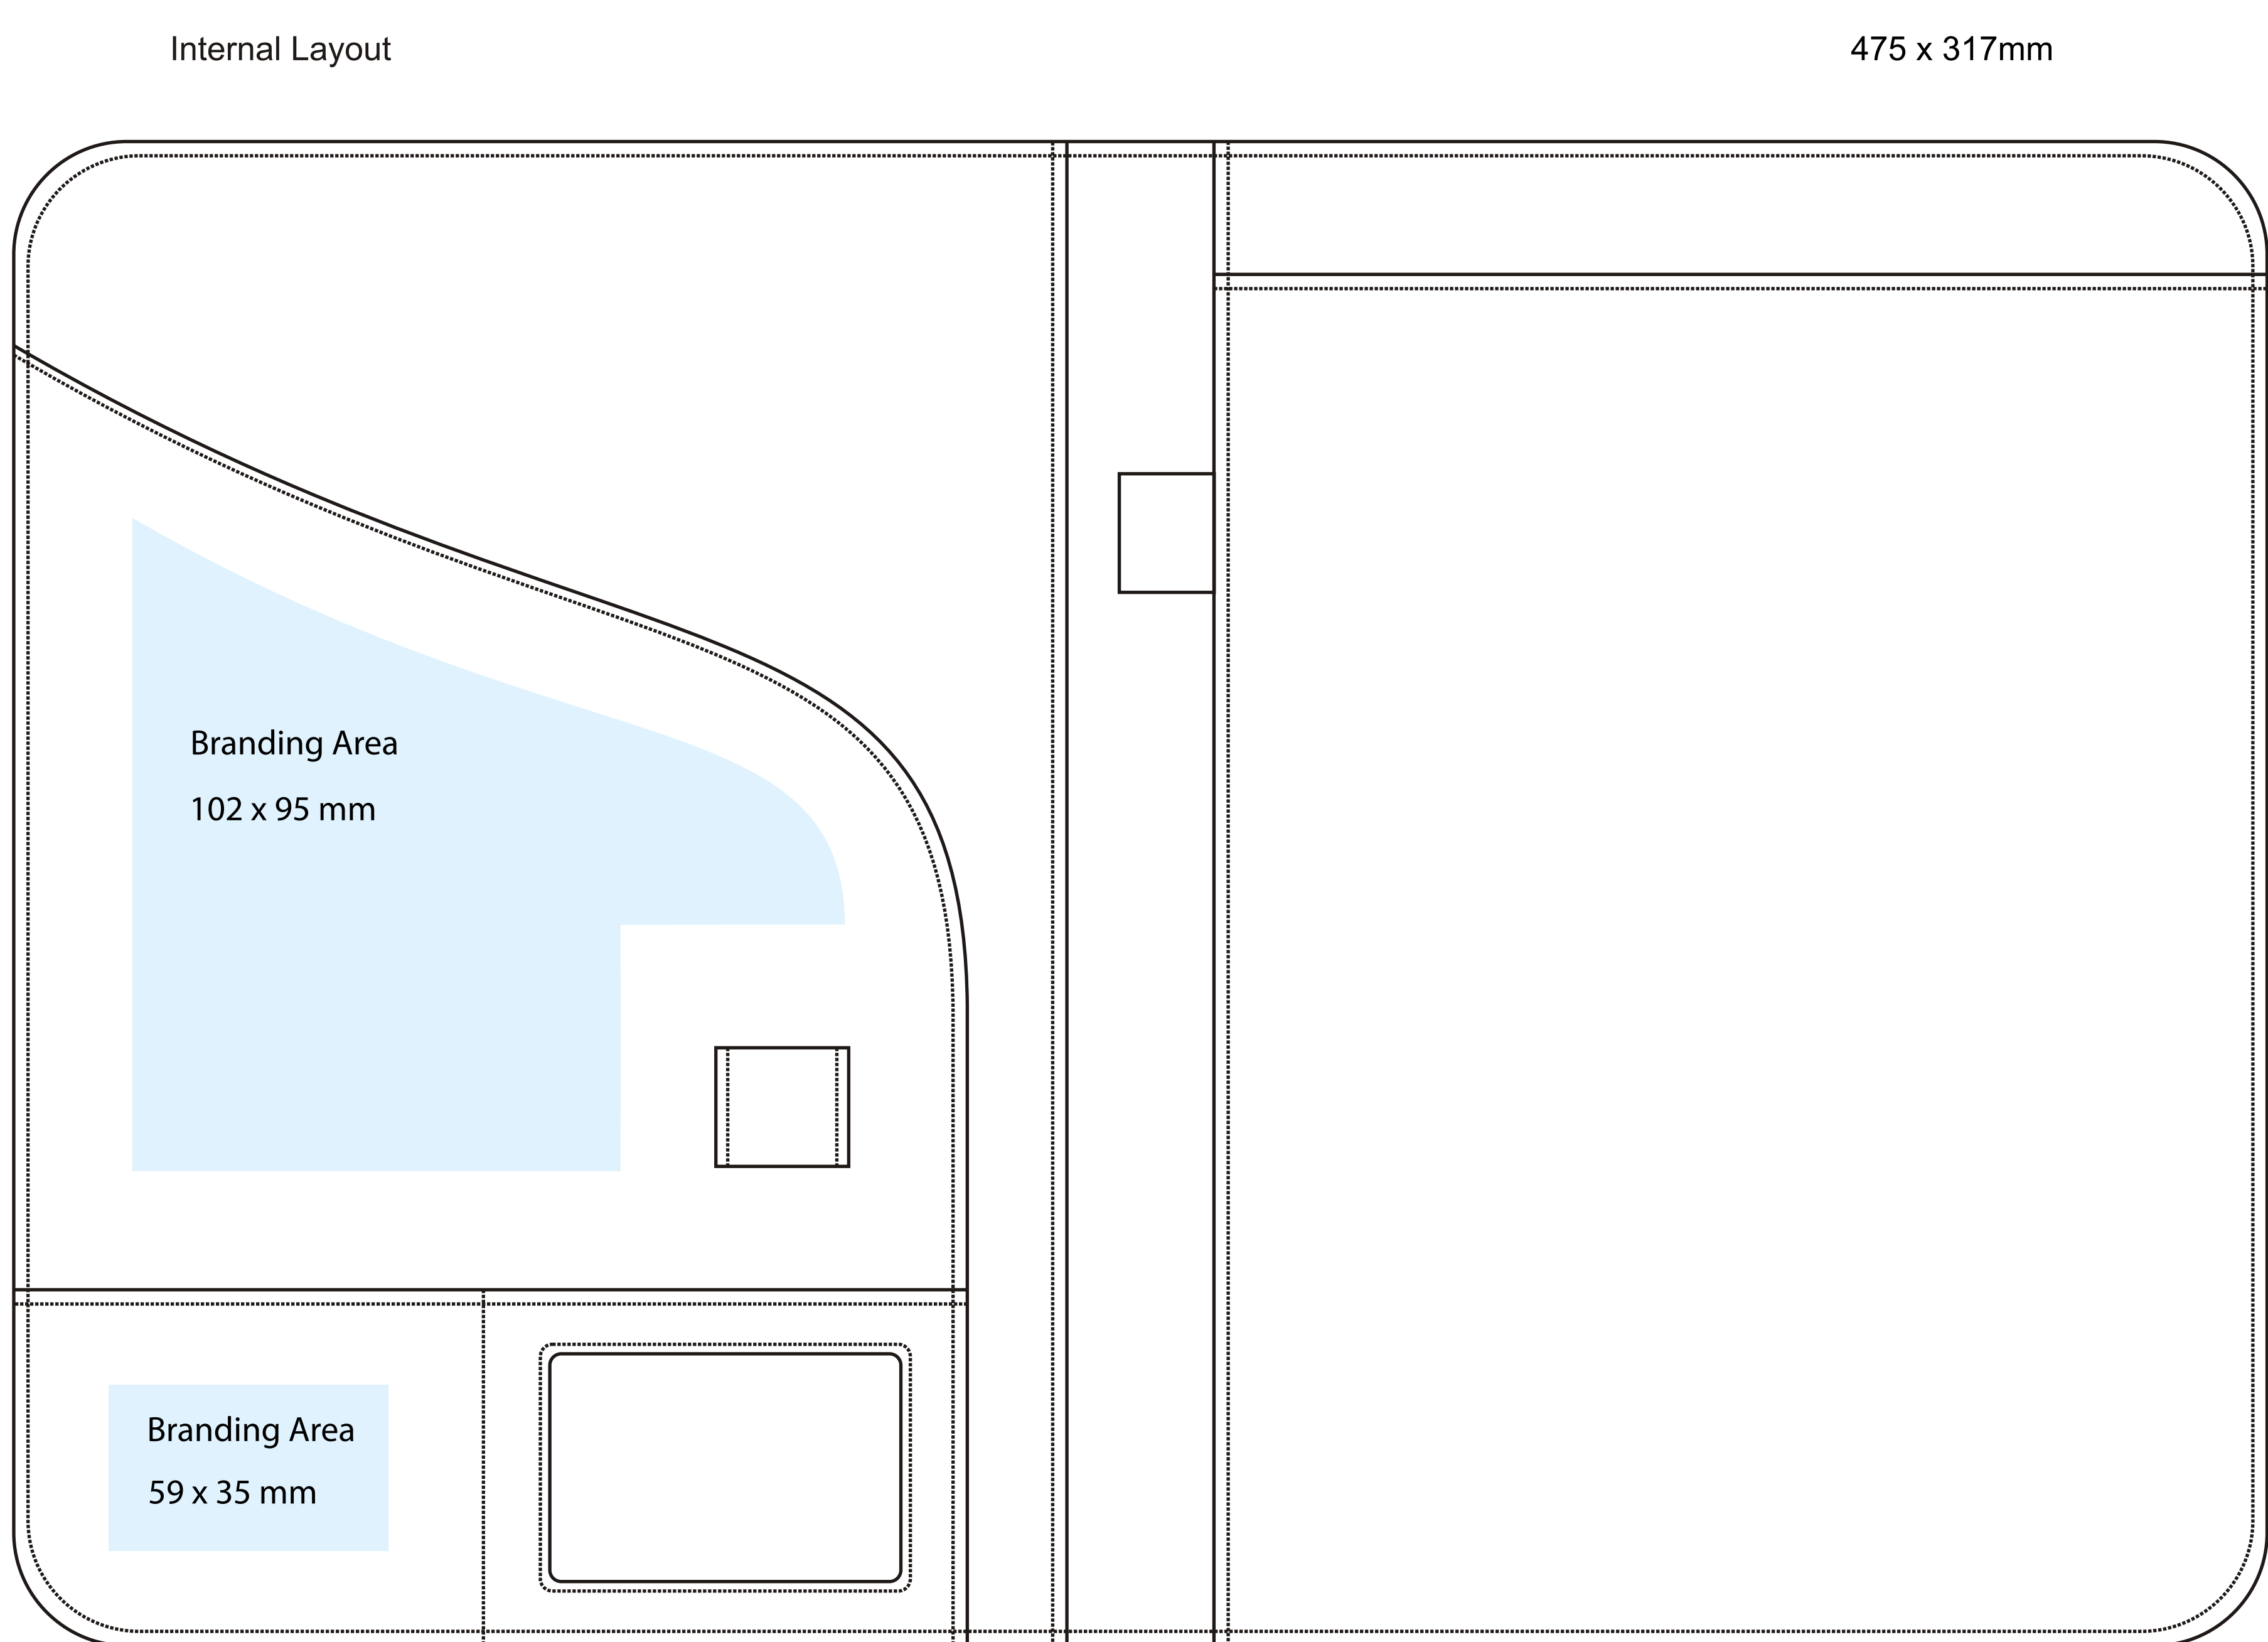 Internal Layout
475 x 317mm
Branding Area
102 x 95 mm
Branding Area
59 x 35 mm